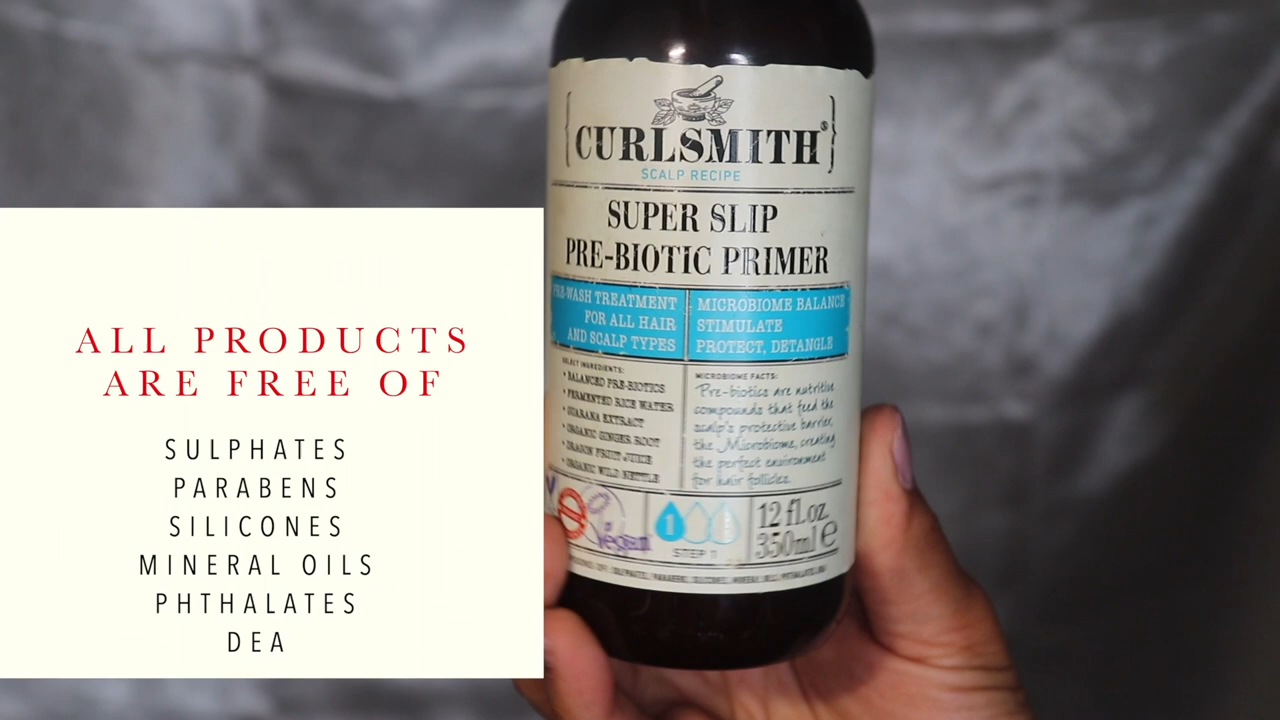 ALL PRODUCTS
ARE FREE OF
SULPHATES
PARABENS
SILICONES
MINERAL OILS
PHTHALATES
DEA
{CURLSMITH}®
SCALP RECIPE
SUPER SLIP
PRE-BIOTIC PRIMER
PRE-WASH TREATMENT
FOR ALL HAIR
AND SCALP TYPES
MICROBIOME BALANCE
STIMULATE
PROTECT, DETANGLE
SELECT INGREDIENTS:
• BALANCED PRE-BIOTICS
• FERMENTED RICE WATER
• GUARANA EXTRACT
• ORGANIC GINGER ROOT
• DRAGON FRUIT JUICE
• ORGANIC WILD NETTLE
MICROBIOME FACTS:
Pre-biotics are nutritive
compounds that feed the
scalp's protective barrier,
the Microbiome, creating
the perfect environment
for hair follicles.
Vegan
1
STEP 1
12 fl.oz.
350ml e